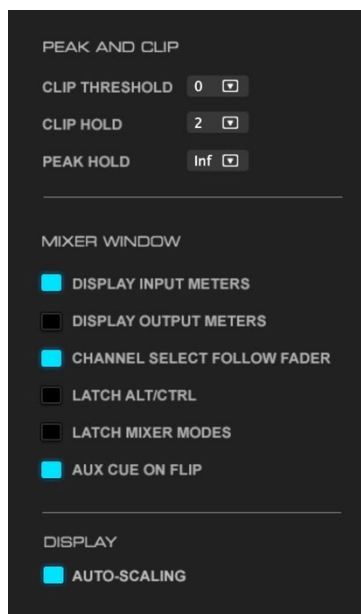 PEAK AND CLIP
CLIP THRESHOLD 0
CLIP HOLD 2
PEAK HOLD Inf
MIXER WINDOW
DISPLAY INPUT METERS
DISPLAY OUTPUT METERS
CHANNEL SELECT FOLLOW FADER
LATCH ALT/CTRL
LATCH MIXER MODES
AUX CUE ON FLIP
DISPLAY
AUTO-SCALING